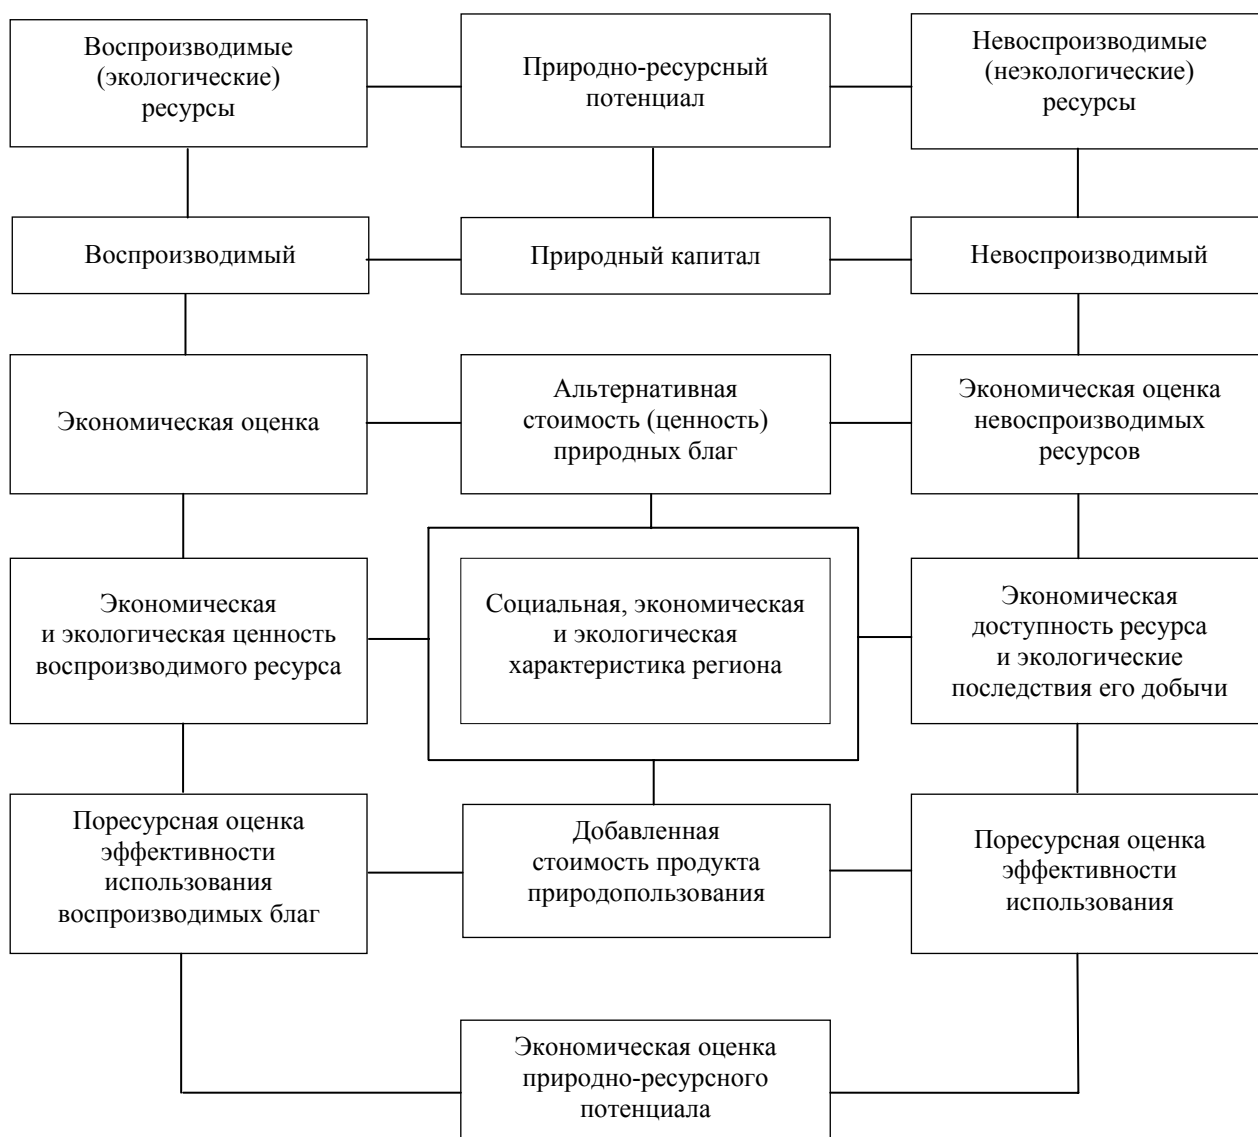 Воспроизводимые
(экологические)
ресурсы
Природно-ресурсный
потенциал
Невоспроизводимые
(неэкологические)
ресурсы
Воспроизводимый
Природный капитал
Невоспроизводимый
Экономическая оценка
Альтернативная
стоимость (ценность)
природных благ
Экономическая оценка
невоспроизводимых
ресурсов
Экономическая
и экологическая ценность
воспроизводимого ресурса
Социальная, экономическая
и экологическая
характеристика региона
Экономическая
доступность ресурса
и экологические
последствия его добычи
Поресурсная оценка
эффективности
использования
воспроизводимых благ
Добавленная
стоимость продукта
природопользования
Поресурсная оценка
эффективности
использования
Экономическая оценка
природно-ресурсного
потенциала